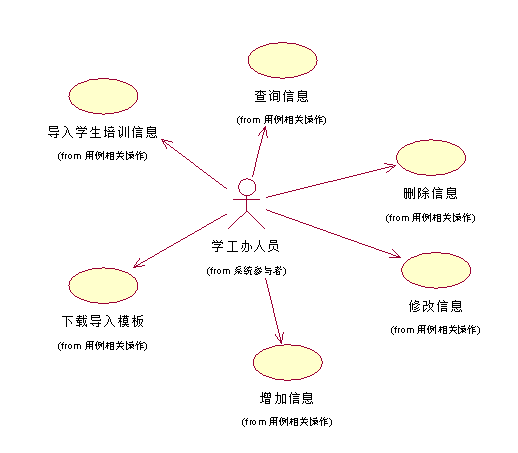 查询信息
(from 用例相关操作)
导入学生培训信息
(from 用例相关操作)
删除信息
(from 用例相关操作)
学工办人员
(from 系统参与者)
修改信息
(from 用例相关操作)
下载导入模板
(from 用例相关操作)
增加信息
(from 用例相关操作)